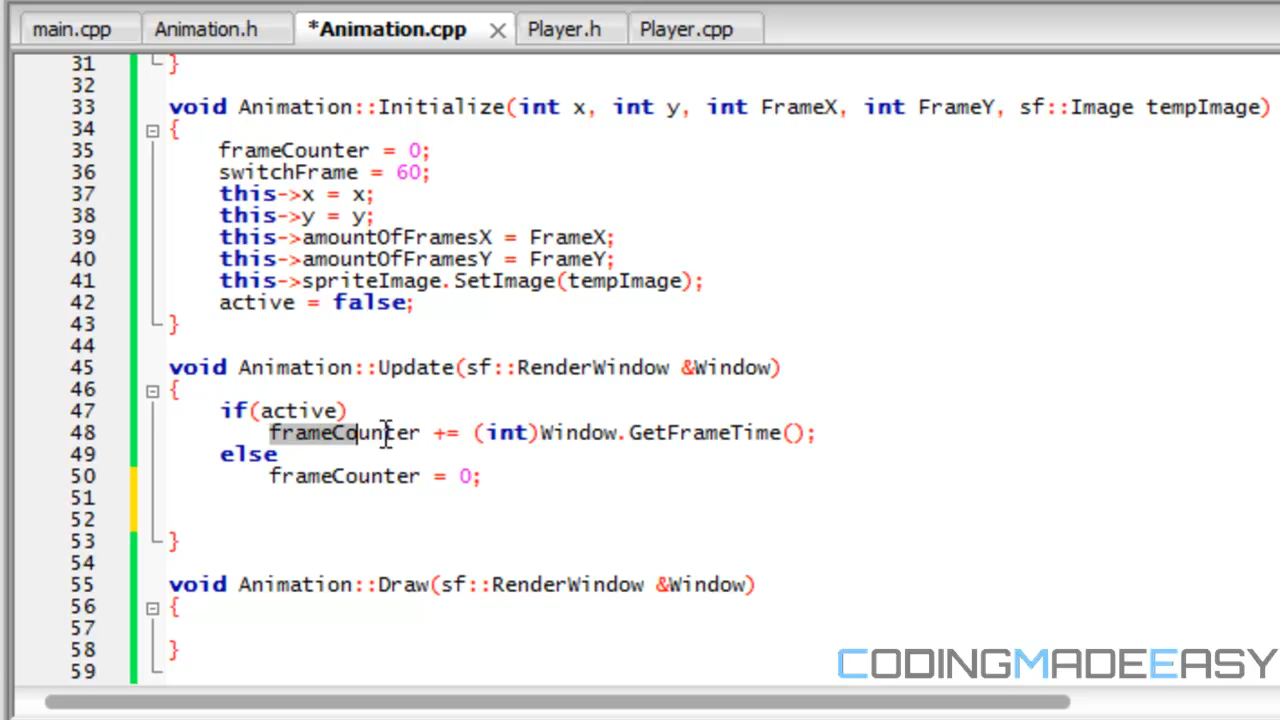 main.cpp Animation.h *Animation.cpp Player.h Player.cpp
31 }
32
33 void Animation::Initialize(int x, int y, int FrameX, int FrameY, sf::Image tempImage)
34 {
35 frameCounter = 0;
36 switchFrame = 60;
37 this->x = x;
38 this->y = y;
39 this->amountOfFramesX = FrameX;
40 this->amountOfFramesY = FrameY;
41 this->spriteImage.SetImage(tempImage);
42 active = false;
43 }
44
45 void Animation::Update(sf::RenderWindow &Window)
46 {
47 if(active)
48 frameCounter += (int)Window.GetFrameTime();
49 else
50 frameCounter = 0;
51
52
53 }
54
55 void Animation::Draw(sf::RenderWindow &Window)
56 {
57
58 }
59
CODINGMADEEASY